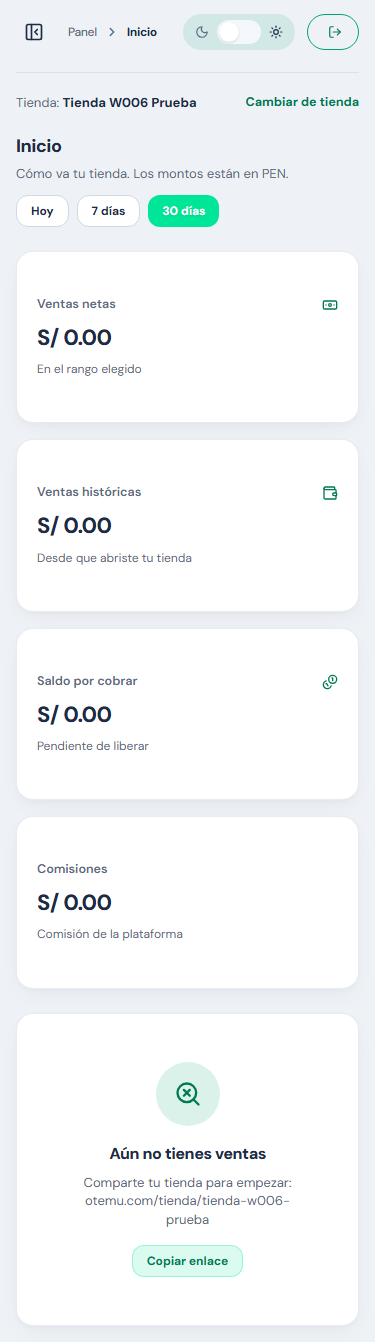 Panel > Inicio
Tienda: Tienda W006 Prueba
Cambiar de tienda
Inicio
Cómo va tu tienda. Los montos están en PEN.
Hoy
7 días
30 días
Ventas netas
S/ 0.00
En el rango elegido
Ventas históricas
S/ 0.00
Desde que abriste tu tienda
Saldo por cobrar
S/ 0.00
Pendiente de liberar
Comisiones
S/ 0.00
Comisión de la plataforma
Aún no tienes ventas
Comparte tu tienda para empezar:
otemu.com/tienda/tienda-w006-
prueba
Copiar enlace